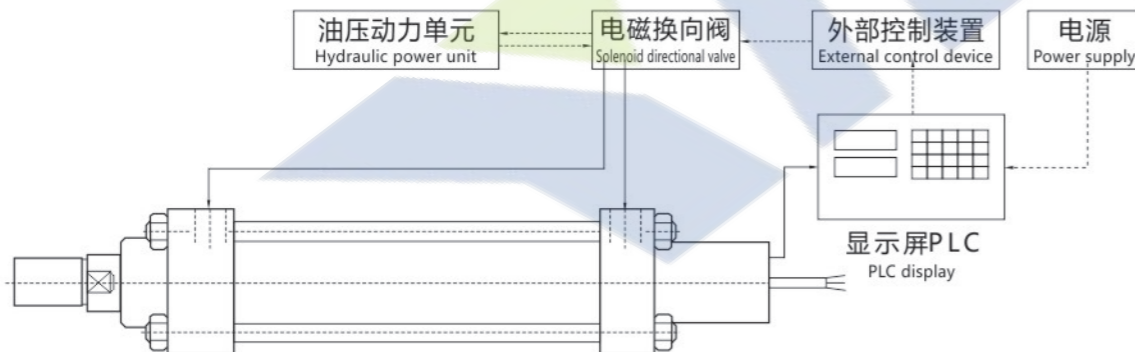 油压动力单元
Hydraulic power unit
电磁换向阀
Solenoid directional valve
外部控制装置
External control device
电源
Power supply
显示屏PLC
PLC display